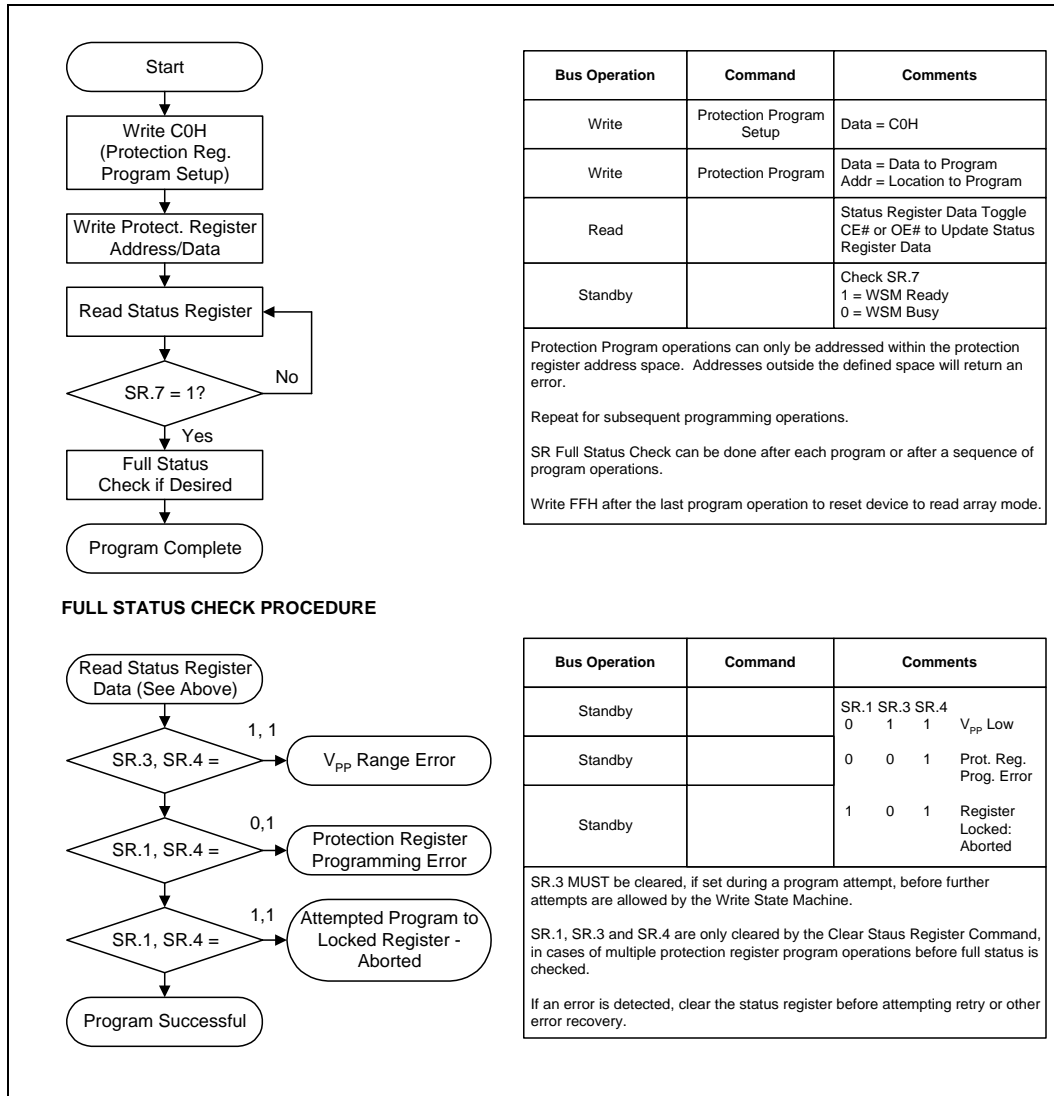 Start
Write C0H
(Protection Reg.
Program Setup)
Write Protect. Register
Address/Data
Read Status Register
No
SR.7 = 1?
Yes
Full Status
Check if Desired
Program Complete
Bus Operation Command Comments
Write Protection Program
Setup Data = C0H
Write Protection Program Data = Data to Program
Addr = Location to Program
Read Status Register Data Toggle
CE# or OE# to Update Status
Register Data
Standby Check SR.7
1 = WSM Ready
0 = WSM Busy
Protection Program operations can only be addressed within the protection
register address space. Addresses outside the defined space will return an
error.
Repeat for subsequent programming operations.
SR Full Status Check can be done after each program or after a sequence of
program operations.
Write FFH after the last program operation to reset device to read array mode.
FULL STATUS CHECK PROCEDURE
Read Status Register
Data (See Above)
1, 1
SR.3, SR.4 =
VPP Range Error
0,1
SR.1, SR.4 =
Protection Register
Programming Error
1,1
SR.1, SR.4 =
Attempted Program to
Locked Register -
Aborted
Program Successful
Bus Operation Command Comments
Standby SR.1 SR.3 SR.4
0 1 1 VPP Low
Standby 0 0 1 Prot. Reg.
Prog. Error
Standby 1 0 1 Register
Locked:
Aborted
SR.3 MUST be cleared, if set during a program attempt, before further
attempts are allowed by the Write State Machine.
SR.1, SR.3 and SR.4 are only cleared by the Clear Staus Register Command,
in cases of multiple protection register program operations before full status is
checked.
If an error is detected, clear the status register before attempting retry or other
error recovery.